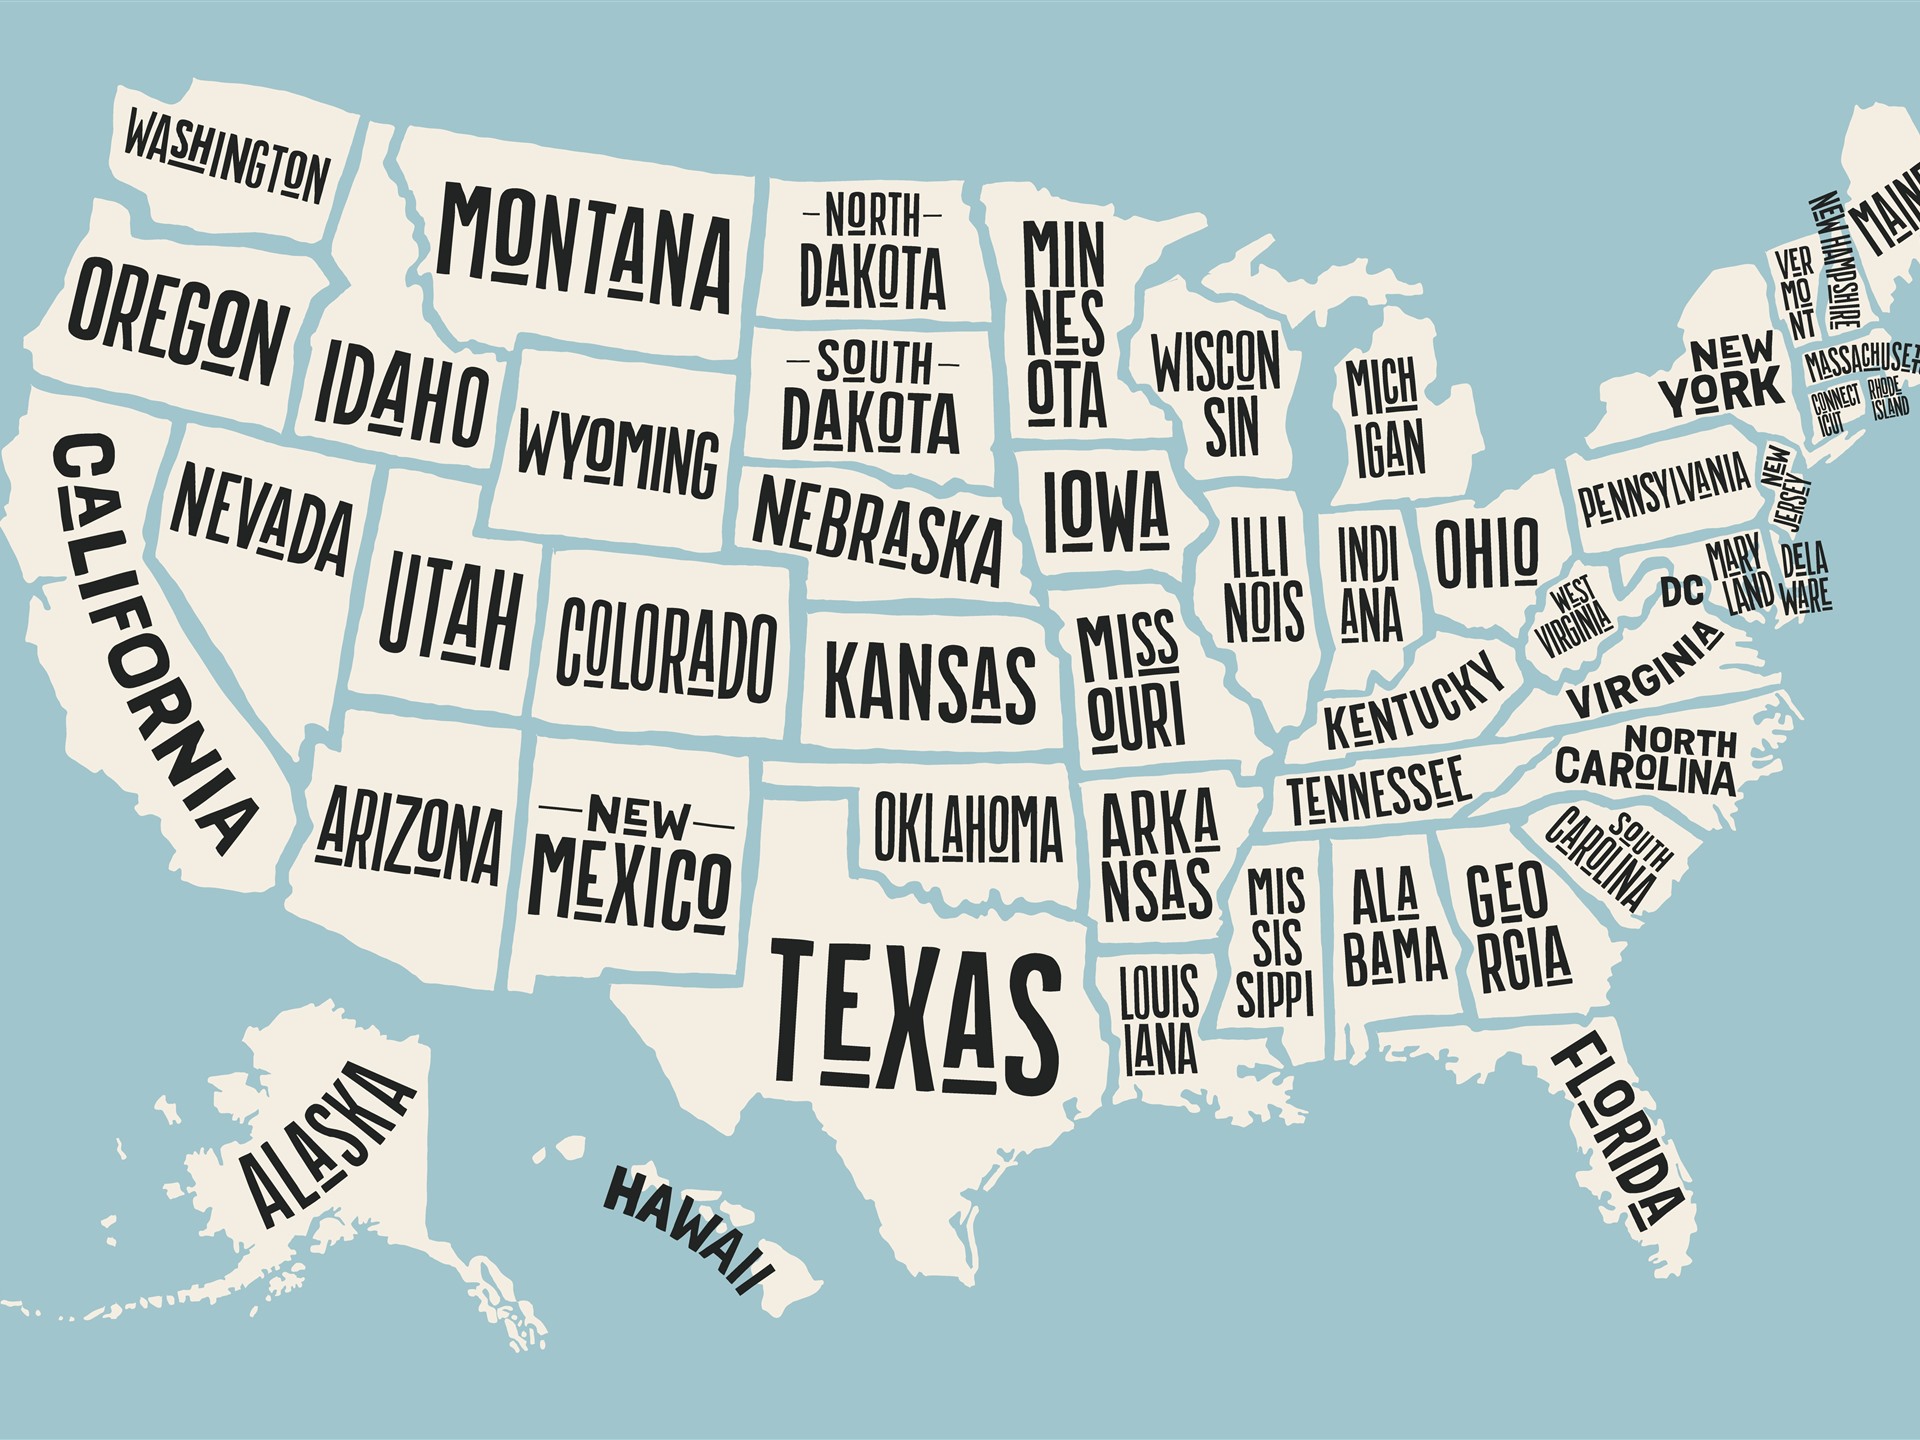 WASHINGTON
OREGON
CALIFORNIA
IDAHO
NEVADA
MONTANA
WYOMING
UTAH
COLORADO
ARIZONA
–NEW–
MEXICO
–NORTH–
DAKOTA
–SOUTH–
DAKOTA
NEBRASKA
KANSAS
OKLAHOMA
TEXAS
MIN
NES
OTA
IOWA
MISS
OURI
ARKA
NSAS
LOUIS
IANA
WISCON
SIN
ILLI
NOIS
MICH
IGAN
INDI
ANA
OHIO
KENTUCKY
TENNESSEE
MIS
SIS
SIPPI
ALA
BAMA
GEO
RGIA
FLORIDA
SOUTH
CAROLINA
NORTH
CAROLINA
VIRGINIA
WEST
VIRGINIA
DC
MARY
LAND
DELA
WARE
PENNSYLVANIA
NEW
JERSEY
NEW
YORK
CONNECT
ICUT
RHODE
ISLAND
MASSACHUSET
VER
MO
NT
NEW HAMPSHIRE
MAINE
ALASKA
HAWAII